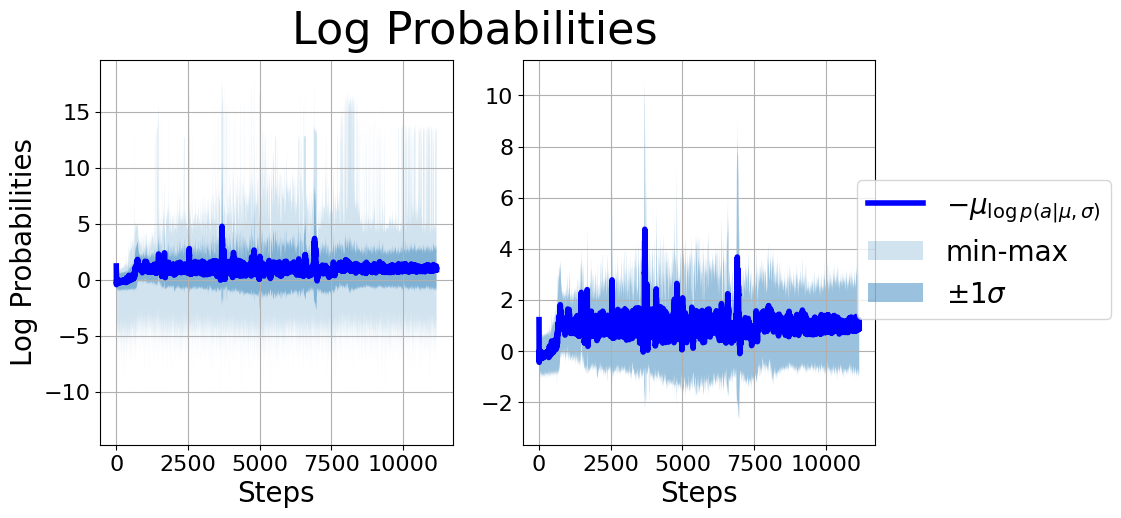 Log Probabilities
Log Probabilities
15
10
5
0
−5
−10
0 2500 5000 7500 10000
Steps
10
8
6
4
2
0
−2
0 2500 5000 7500 10000
Steps
−μ_{log p(a|μ, σ)}
min-max
±1σ